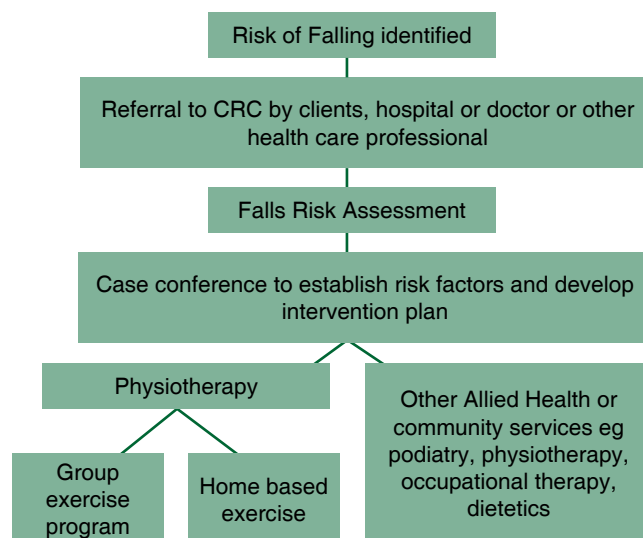 Risk of Falling identified
Referral to CRC by clients, hospital or doctor or other
health care professional
Falls Risk Assessment
Case conference to establish risk factors and develop
intervention plan
Physiotherapy
Other Allied Health or
community services eg
podiatry, physiotherapy,
occupational therapy,
dietetics
Group
exercise
program
Home based
exercise